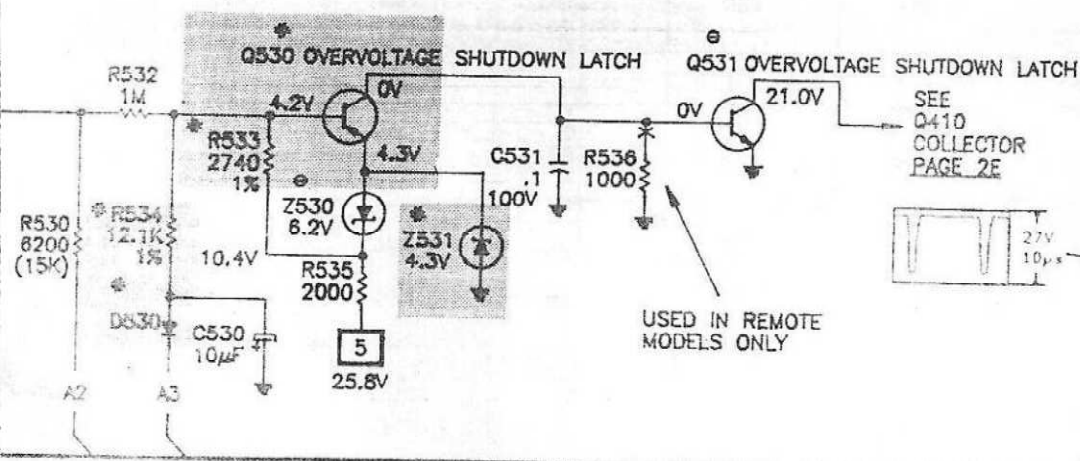 Q530 OVERVOLTAGE SHUTDOWN LATCH
Q531 OVERVOLTAGE SHUTDOWN LATCH
R532
1M
4.2V
0V
4.3V
0V
21.0V
SEE
Q410
COLLECTOR
PAGE 2E
R533
2740
1%
C531
.1
100V
R536
1000
Z530
6.2V
Z531
4.3V
R530
8200
(15K)
R534
12.1K
1%
10.4V
R535
2000
27V
10μs
D530
C530
10μF
5
25.8V
USED IN REMOTE
MODELS ONLY
A2
A3